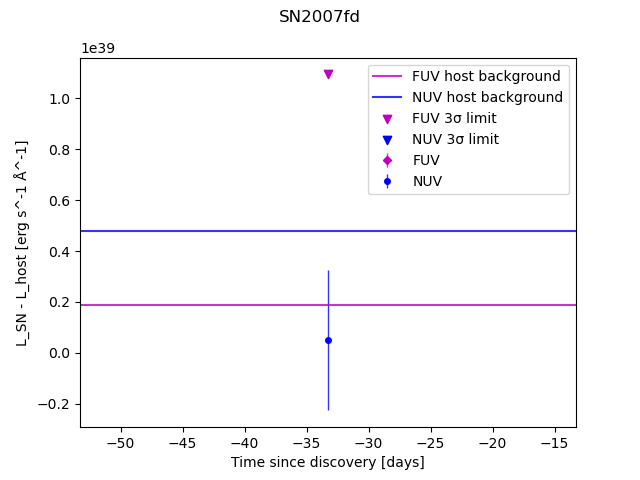 SN2007fd
1e39
FUV host background
NUV host background
FUV 3σ limit
NUV 3σ limit
FUV
NUV
L_SN - L_host [erg s^-1 Å^-1]
1.0
0.8
0.6
0.4
0.2
0.0
−0.2
−50
−45
−40
−35
−30
−25
−20
−15
Time since discovery [days]